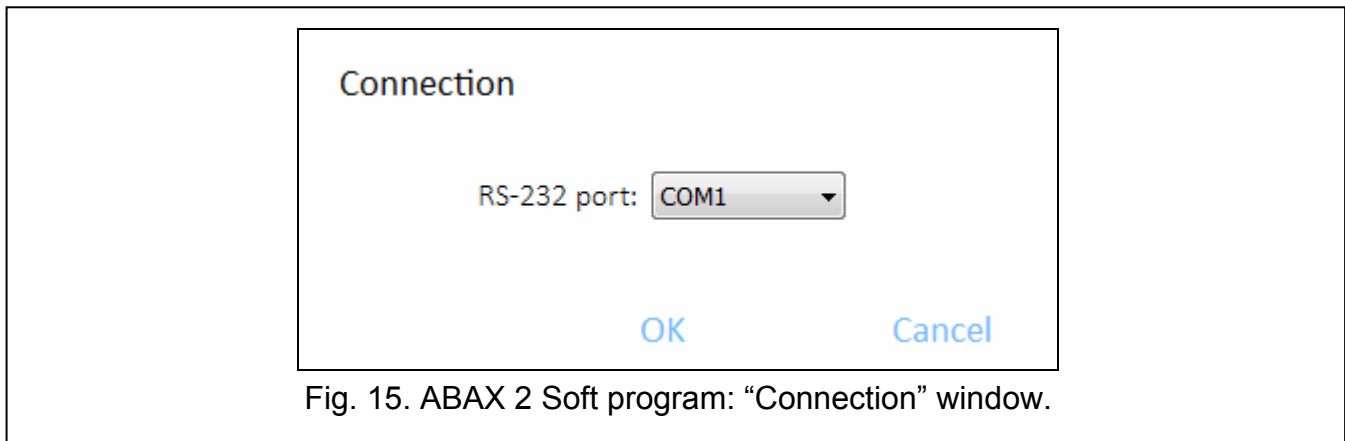 Connection
RS-232 port: COM1
OK Cancel
Fig. 15. ABAX 2 Soft program: “Connection” window.